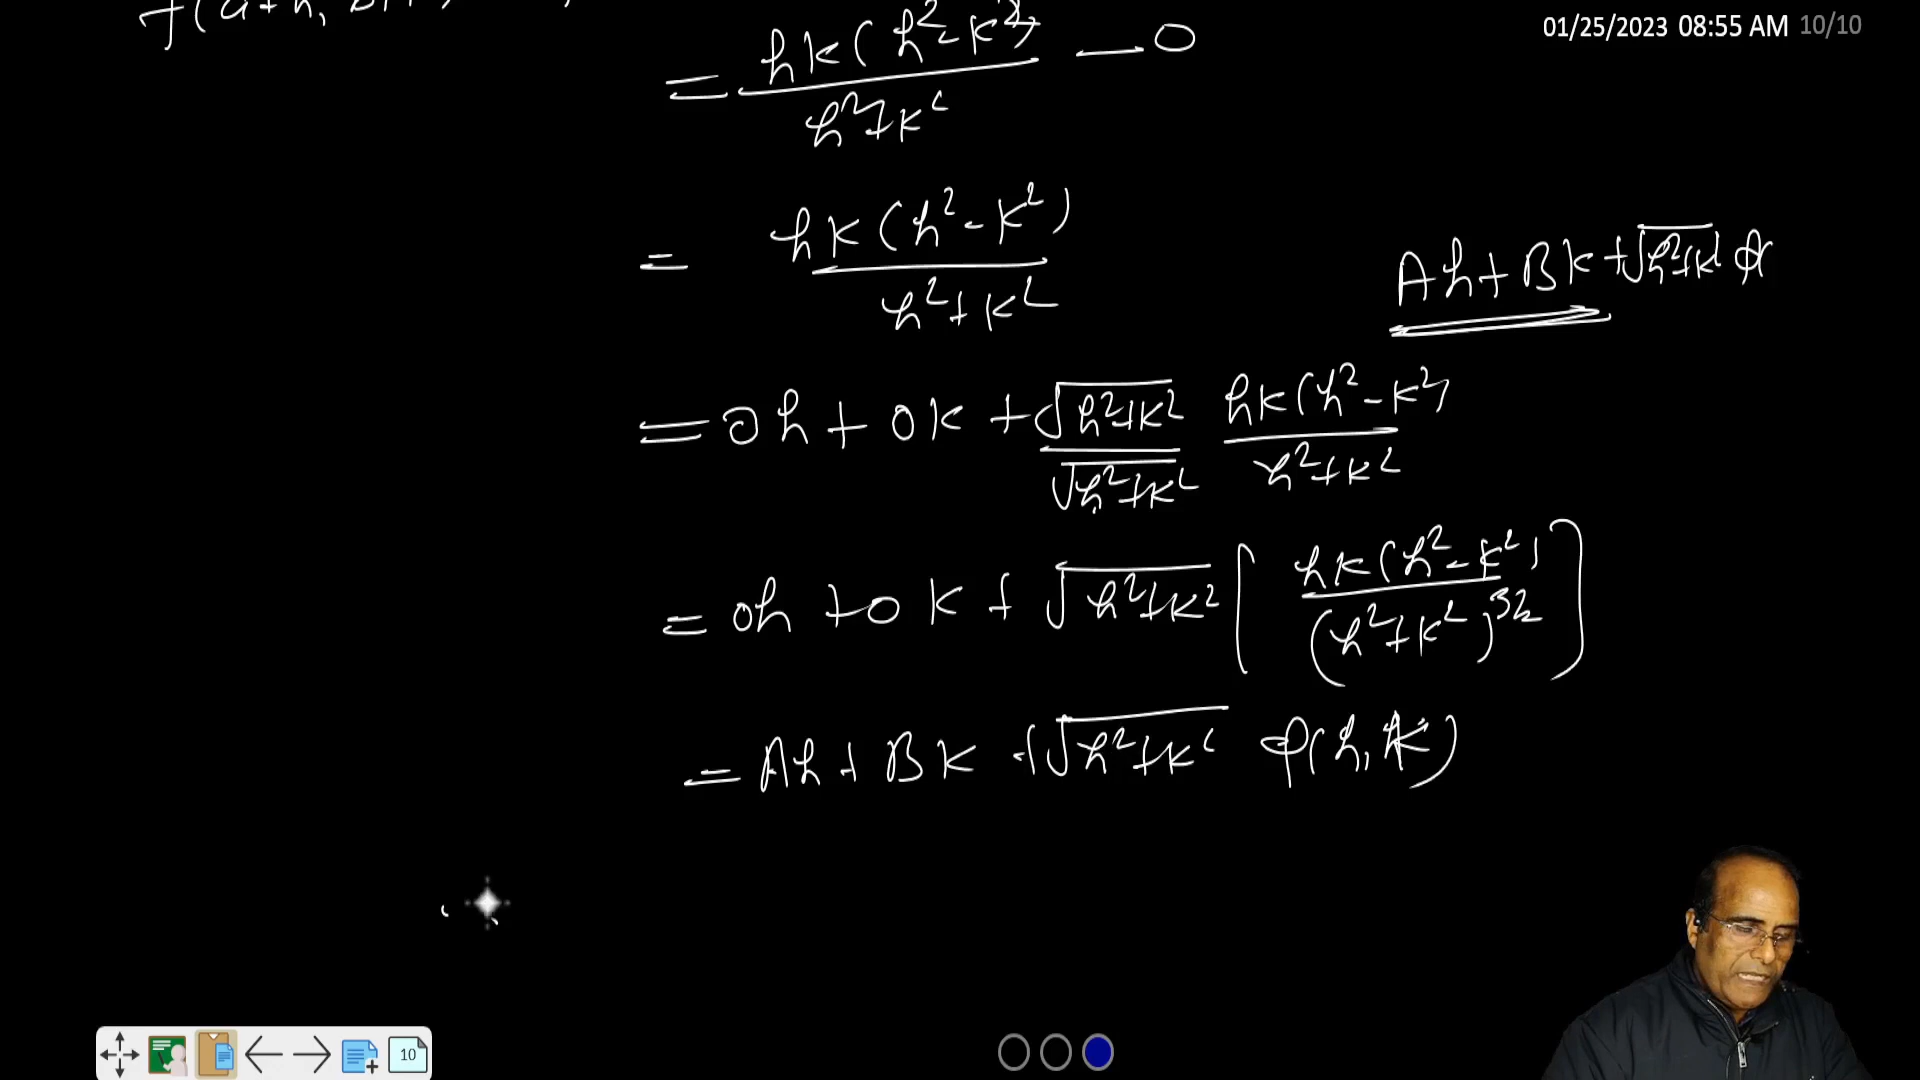 01/25/2023 08:55 AM 10/10
= hk(h²-k²)/h²+k² - 0
= hk(h²-k²)/h²+k²
Ah+Bk+√h²+k² φ
= 0h + 0k + √h²+k²/√h²+k² hk(h²-k²)/h²+k²
= 0h + 0k + √h²+k² [hk(h²-k²)/(h²+k²)^3/2]
= Ah + Bk + √h²+k² φ(h,k)
10